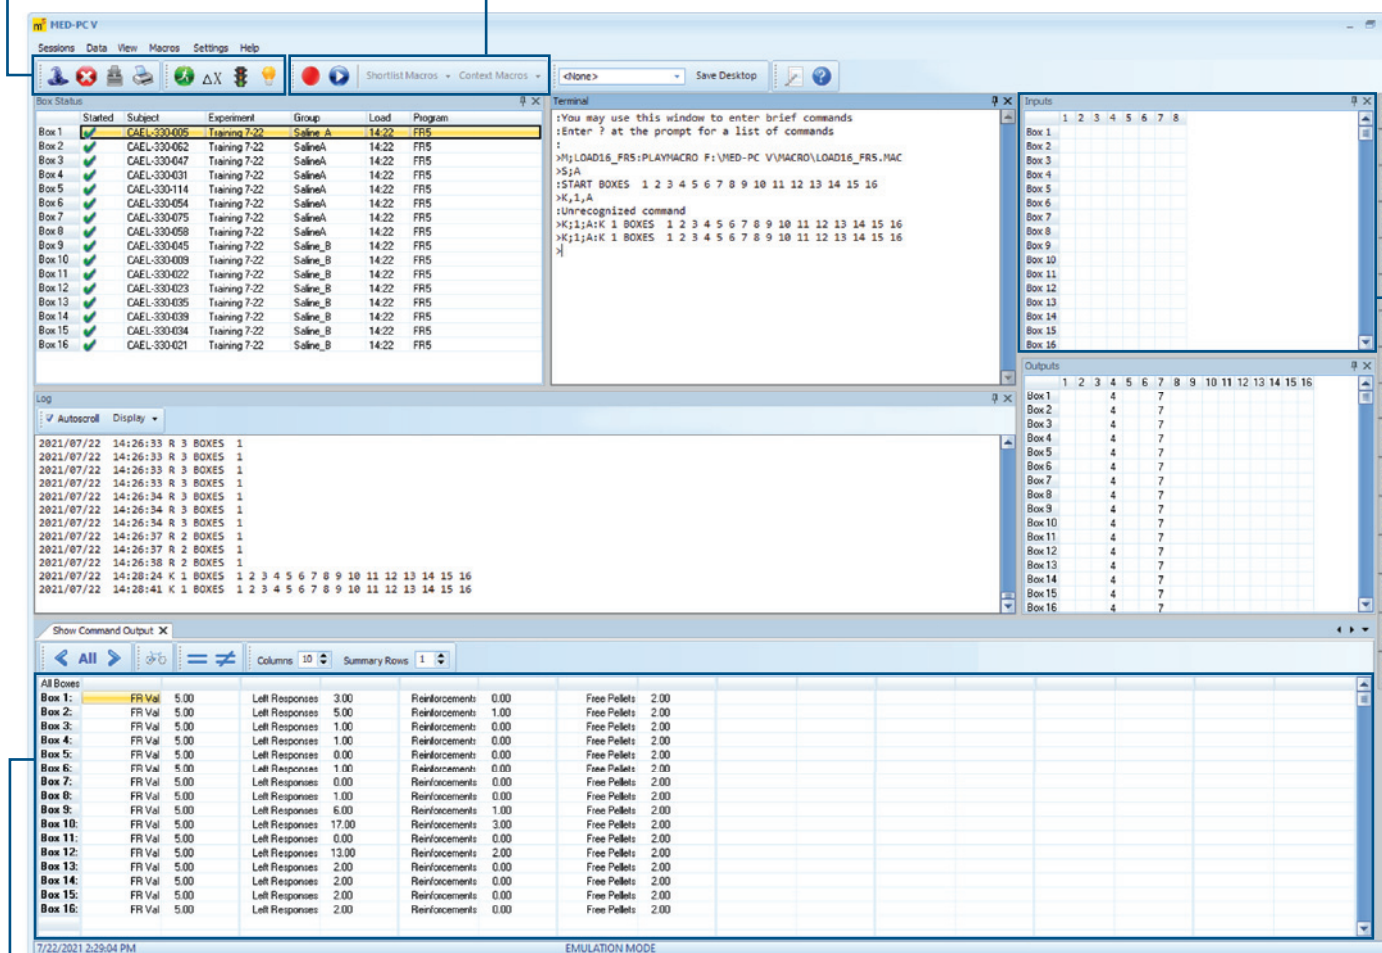 MED-PC V
Sessions Data View Macros Settings Help
ΔX Shortlist Macros Context Macros <None> Save Desktop
Box Status
Started Subject Experiment Group Load Program
Box 1 CAEL-330-005 Training 7-22 Saline_A 14:22 FR5
Box 2 CAEL-330-062 Training 7-22 SalineA 14:22 FR5
Box 3 CAEL-330-047 Training 7-22 SalineA 14:22 FR5
Box 4 CAEL-330-031 Training 7-22 SalineA 14:22 FR5
Box 5 CAEL-330-114 Training 7-22 SalineA 14:22 FR5
Box 6 CAEL-330-054 Training 7-22 SalineA 14:22 FR5
Box 7 CAEL-330-075 Training 7-22 SalineA 14:22 FR5
Box 8 CAEL-330-058 Training 7-22 SalineA 14:22 FR5
Box 9 CAEL-330-045 Training 7-22 Saline_B 14:22 FR5
Box 10 CAEL-330-009 Training 7-22 Saline_B 14:22 FR5
Box 11 CAEL-330-022 Training 7-22 Saline_B 14:22 FR5
Box 12 CAEL-330-023 Training 7-22 Saline_B 14:22 FR5
Box 13 CAEL-330-035 Training 7-22 Saline_B 14:22 FR5
Box 14 CAEL-330-039 Training 7-22 Saline_B 14:22 FR5
Box 15 CAEL-330-034 Training 7-22 Saline_B 14:22 FR5
Box 16 CAEL-330-021 Training 7-22 Saline_B 14:22 FR5
Terminal
:You may use this window to enter brief commands
:Enter ? at the prompt for a list of commands
:
>M;LOAD16_FR5:PLAYMACRO F:\MED-PC V\MACRO\LOAD16_FR5.MAC
>S;A
:START BOXES 1 2 3 4 5 6 7 8 9 10 11 12 13 14 15 16
>K,1,A
:Unrecognized command
>K;1;A:K 1 BOXES 1 2 3 4 5 6 7 8 9 10 11 12 13 14 15 16
>K;1;A:K 1 BOXES 1 2 3 4 5 6 7 8 9 10 11 12 13 14 15 16
>
Inputs
1 2 3 4 5 6 7 8
Box 1
Box 2
Box 3
Box 4
Box 5
Box 6
Box 7
Box 8
Box 9
Box 10
Box 11
Box 12
Box 13
Box 14
Box 15
Box 16
Outputs
1 2 3 4 5 6 7 8 9 10 11 12 13 14 15 16
Box 1 4 7
Box 2 4 7
Box 3 4 7
Box 4 4 7
Box 5 4 7
Box 6 4 7
Box 7 4 7
Box 8 4 7
Box 9 4 7
Box 10 4 7
Box 11 4 7
Box 12 4 7
Box 13 4 7
Box 14 4 7
Box 15 4 7
Box 16 4 7
Log
Autoscroll Display
2021/07/22 14:26:33 R 3 BOXES 1
2021/07/22 14:26:33 R 3 BOXES 1
2021/07/22 14:26:33 R 3 BOXES 1
2021/07/22 14:26:33 R 3 BOXES 1
2021/07/22 14:26:34 R 3 BOXES 1
2021/07/22 14:26:34 R 3 BOXES 1
2021/07/22 14:26:34 R 3 BOXES 1
2021/07/22 14:26:37 R 2 BOXES 1
2021/07/22 14:26:37 R 2 BOXES 1
2021/07/22 14:26:38 R 2 BOXES 1
2021/07/22 14:28:24 K 1 BOXES 1 2 3 4 5 6 7 8 9 10 11 12 13 14 15 16
2021/07/22 14:28:41 K 1 BOXES 1 2 3 4 5 6 7 8 9 10 11 12 13 14 15 16
Show Command Output
All Columns 10 Summary Rows 1
All Boxes
Box 1: FR Val 5.00 Left Responses 3.00 Reinforcements 0.00 Free Pellets 2.00
Box 2: FR Val 5.00 Left Responses 5.00 Reinforcements 1.00 Free Pellets 2.00
Box 3: FR Val 5.00 Left Responses 1.00 Reinforcements 0.00 Free Pellets 2.00
Box 4: FR Val 5.00 Left Responses 1.00 Reinforcements 0.00 Free Pellets 2.00
Box 5: FR Val 5.00 Left Responses 0.00 Reinforcements 0.00 Free Pellets 2.00
Box 6: FR Val 5.00 Left Responses 1.00 Reinforcements 0.00 Free Pellets 2.00
Box 7: FR Val 5.00 Left Responses 0.00 Reinforcements 0.00 Free Pellets 2.00
Box 8: FR Val 5.00 Left Responses 1.00 Reinforcements 0.00 Free Pellets 2.00
Box 9: FR Val 5.00 Left Responses 6.00 Reinforcements 1.00 Free Pellets 2.00
Box 10: FR Val 5.00 Left Responses 17.00 Reinforcements 3.00 Free Pellets 2.00
Box 11: FR Val 5.00 Left Responses 0.00 Reinforcements 0.00 Free Pellets 2.00
Box 12: FR Val 5.00 Left Responses 13.00 Reinforcements 2.00 Free Pellets 2.00
Box 13: FR Val 5.00 Left Responses 2.00 Reinforcements 0.00 Free Pellets 2.00
Box 14: FR Val 5.00 Left Responses 2.00 Reinforcements 0.00 Free Pellets 2.00
Box 15: FR Val 5.00 Left Responses 2.00 Reinforcements 0.00 Free Pellets 2.00
Box 16: FR Val 5.00 Left Responses 2.00 Reinforcements 0.00 Free Pellets 2.00
7/22/2021 2:29:04 PM EMULATION MODE